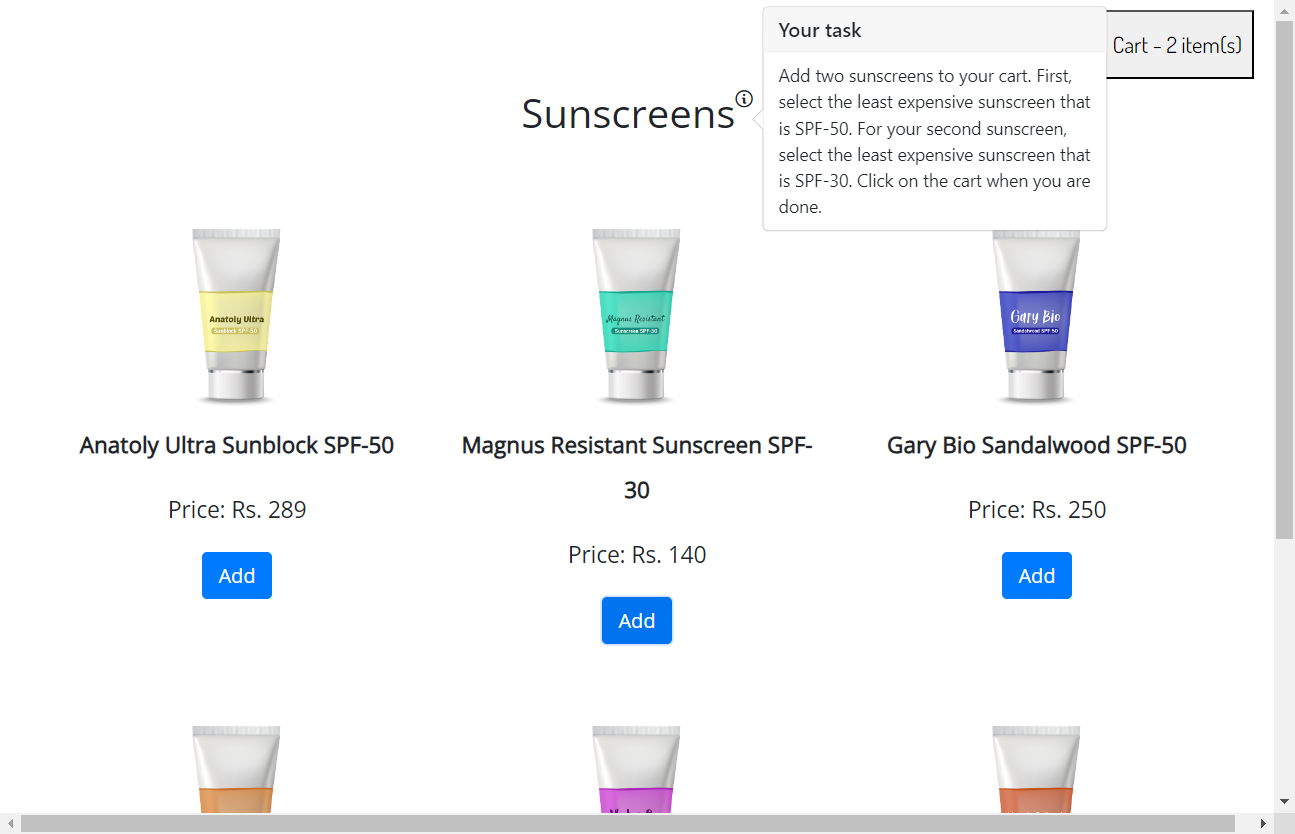 Your task
Cart - 2 item(s)
Add two sunscreens to your cart. First,
select the least expensive sunscreen that
is SPF-50. For your second sunscreen,
select the least expensive sunscreen that
is SPF-30. Click on the cart when you are
done.
Sunscreens
Anatoly Ultra
Sunblock SPF-50
Magnus Resistant
Sunscreen SPF-30
Gary Bio
Sandalwood SPF-50
Anatoly Ultra Sunblock SPF-50
Price: Rs. 289
Add
Magnus Resistant Sunscreen SPF-
30
Price: Rs. 140
Add
Gary Bio Sandalwood SPF-50
Price: Rs. 250
Add